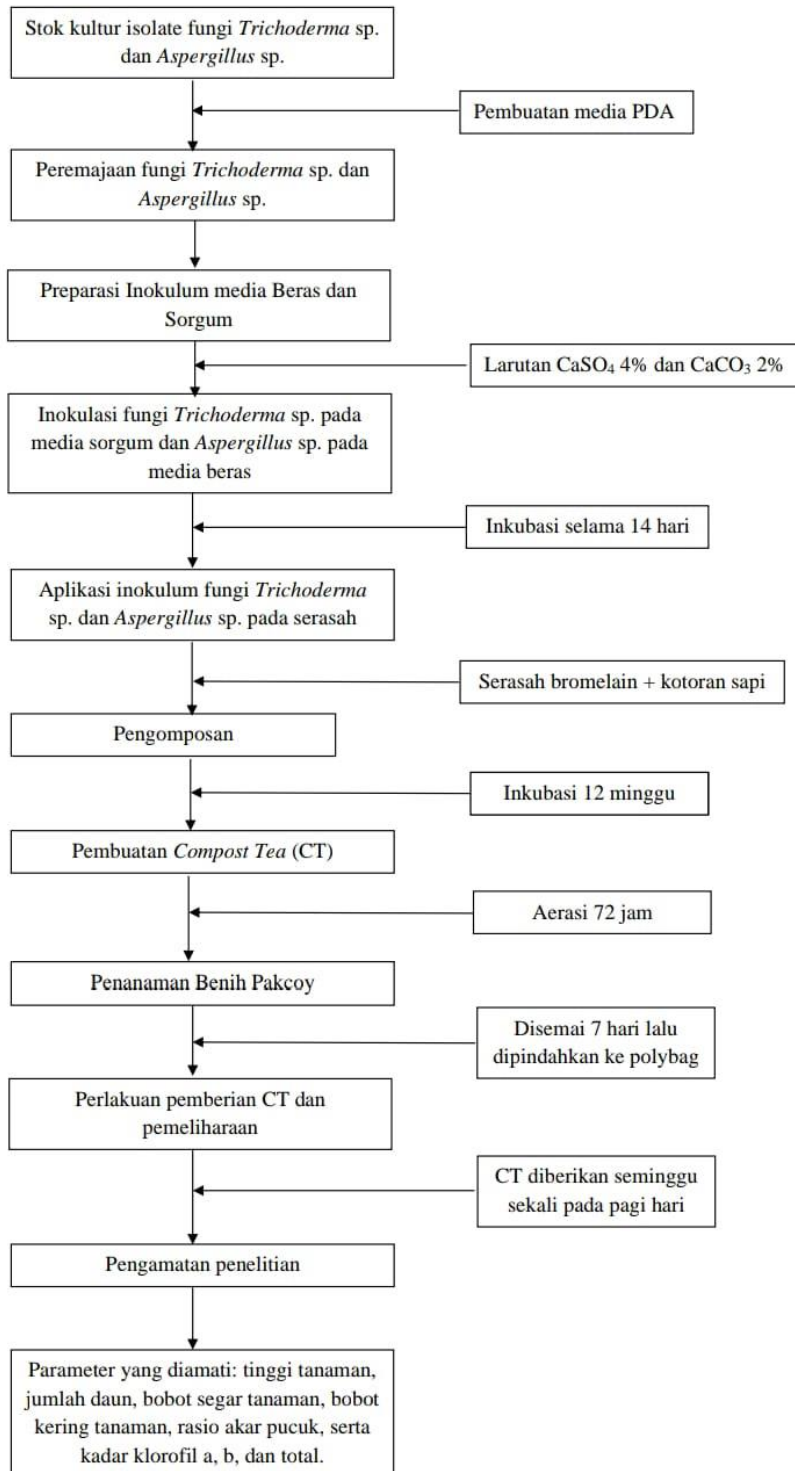 Stok kultur isolate fungi Trichoderma sp.
dan Aspergillus sp.
Pembuatan media PDA
Peremajaan fungi Trichoderma sp. dan
Aspergillus sp.
Preparasi Inokulum media Beras dan
Sorgum
Larutan CaSO₄ 4% dan CaCO₃ 2%
Inokulasi fungi Trichoderma sp. pada
media sorgum dan Aspergillus sp. pada
media beras
Inkubasi selama 14 hari
Aplikasi inokulum fungi Trichoderma
sp. dan Aspergillus sp. pada serasah
Serasah bromelain + kotoran sapi
Pengomposan
Inkubasi 12 minggu
Pembuatan Compost Tea (CT)
Aerasi 72 jam
Penanaman Benih Pakcoy
Disemai 7 hari lalu
dipindahkan ke polybag
Perlakuan pemberian CT dan
pemeliharaan
CT diberikan seminggu
sekali pada pagi hari
Pengamatan penelitian
Parameter yang diamati: tinggi tanaman,
jumlah daun, bobot segar tanaman, bobot
kering tanaman, rasio akar pucuk, serta
kadar klorofil a, b, dan total.